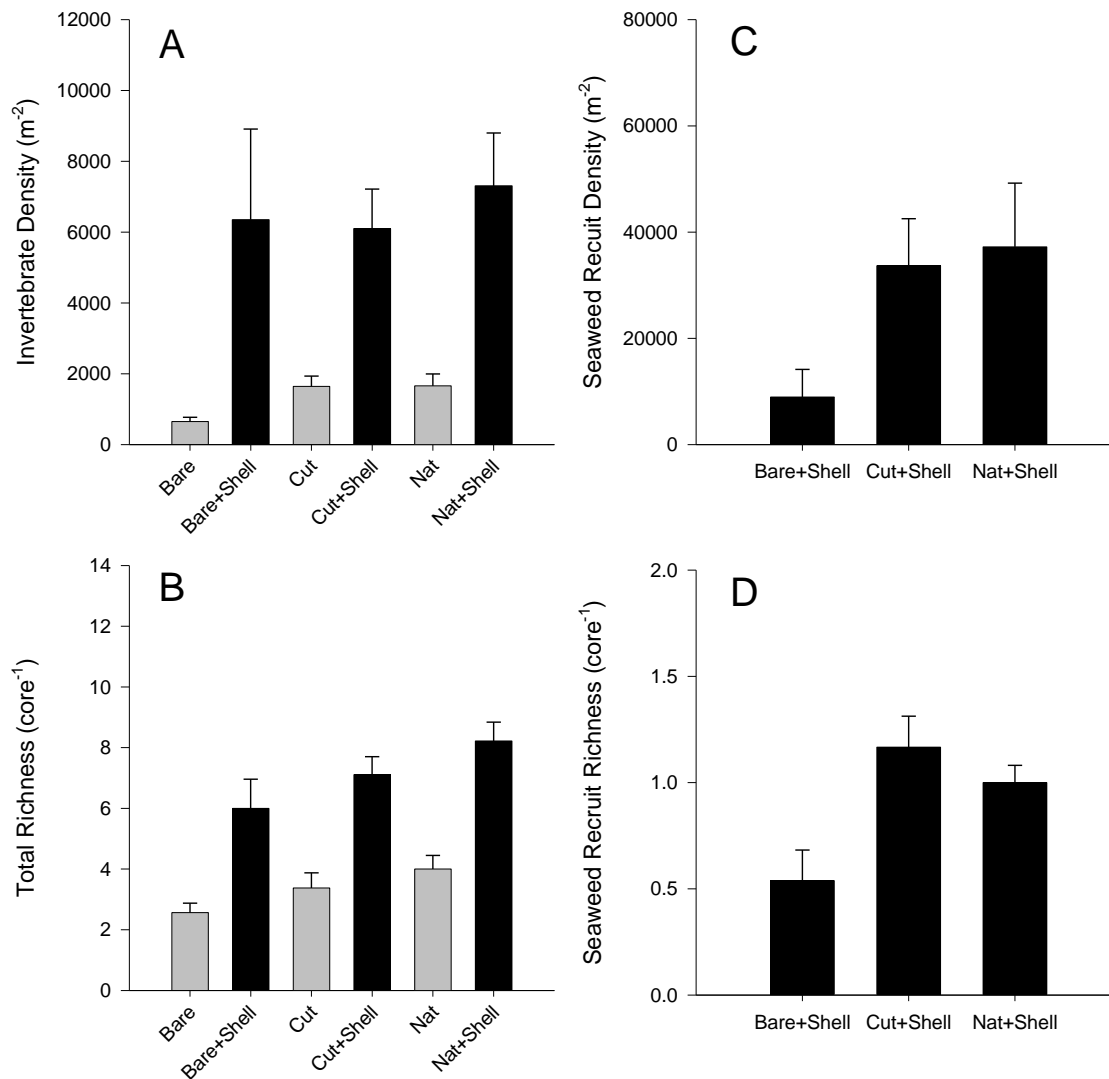 A
Invertebrate Density (m-2)
12000
10000
8000
6000
4000
2000
0
Bare
Bare+Shell
Cut
Cut+Shell
Nat
Nat+Shell
C
Seaweed Recuit Density (m-2)
80000
60000
40000
20000
0
Bare+Shell
Cut+Shell
Nat+Shell
B
Total Richness (core-1)
14
12
10
8
6
4
2
0
Bare
Bare+Shell
Cut
Cut+Shell
Nat
Nat+Shell
D
Seaweed Recruit Richness (core-1)
2.0
1.5
1.0
0.5
0.0
Bare+Shell
Cut+Shell
Nat+Shell